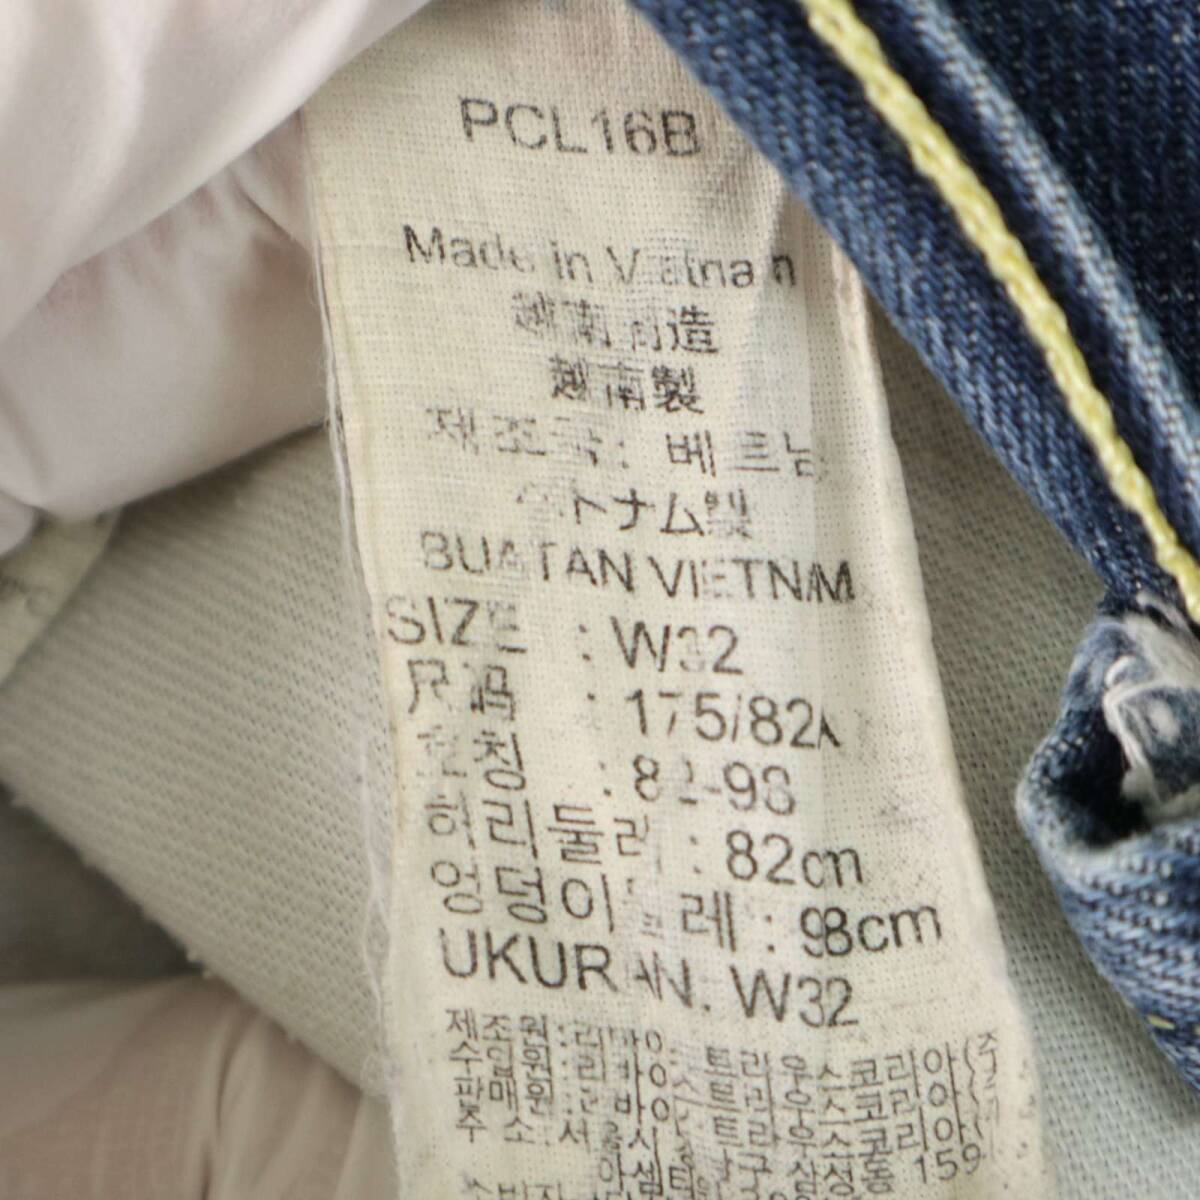 PCL16B
Made in Vietnam
越南制造
越南製
제조국: 베트남
ベトナム製
BUATAN VIETNAM
SIZE : W32
尺码 : 175/82A
호칭 : 82-98
허리둘레 : 82cm
엉덩이둘레 : 98cm
UKURAN: W32
제조원:리바이스트라우스코리아(주
수입원:리바이스트라우스코리아(주
판매원:리바이스트라우스코리아(
주 소:서울시 강남구 삼성동 159